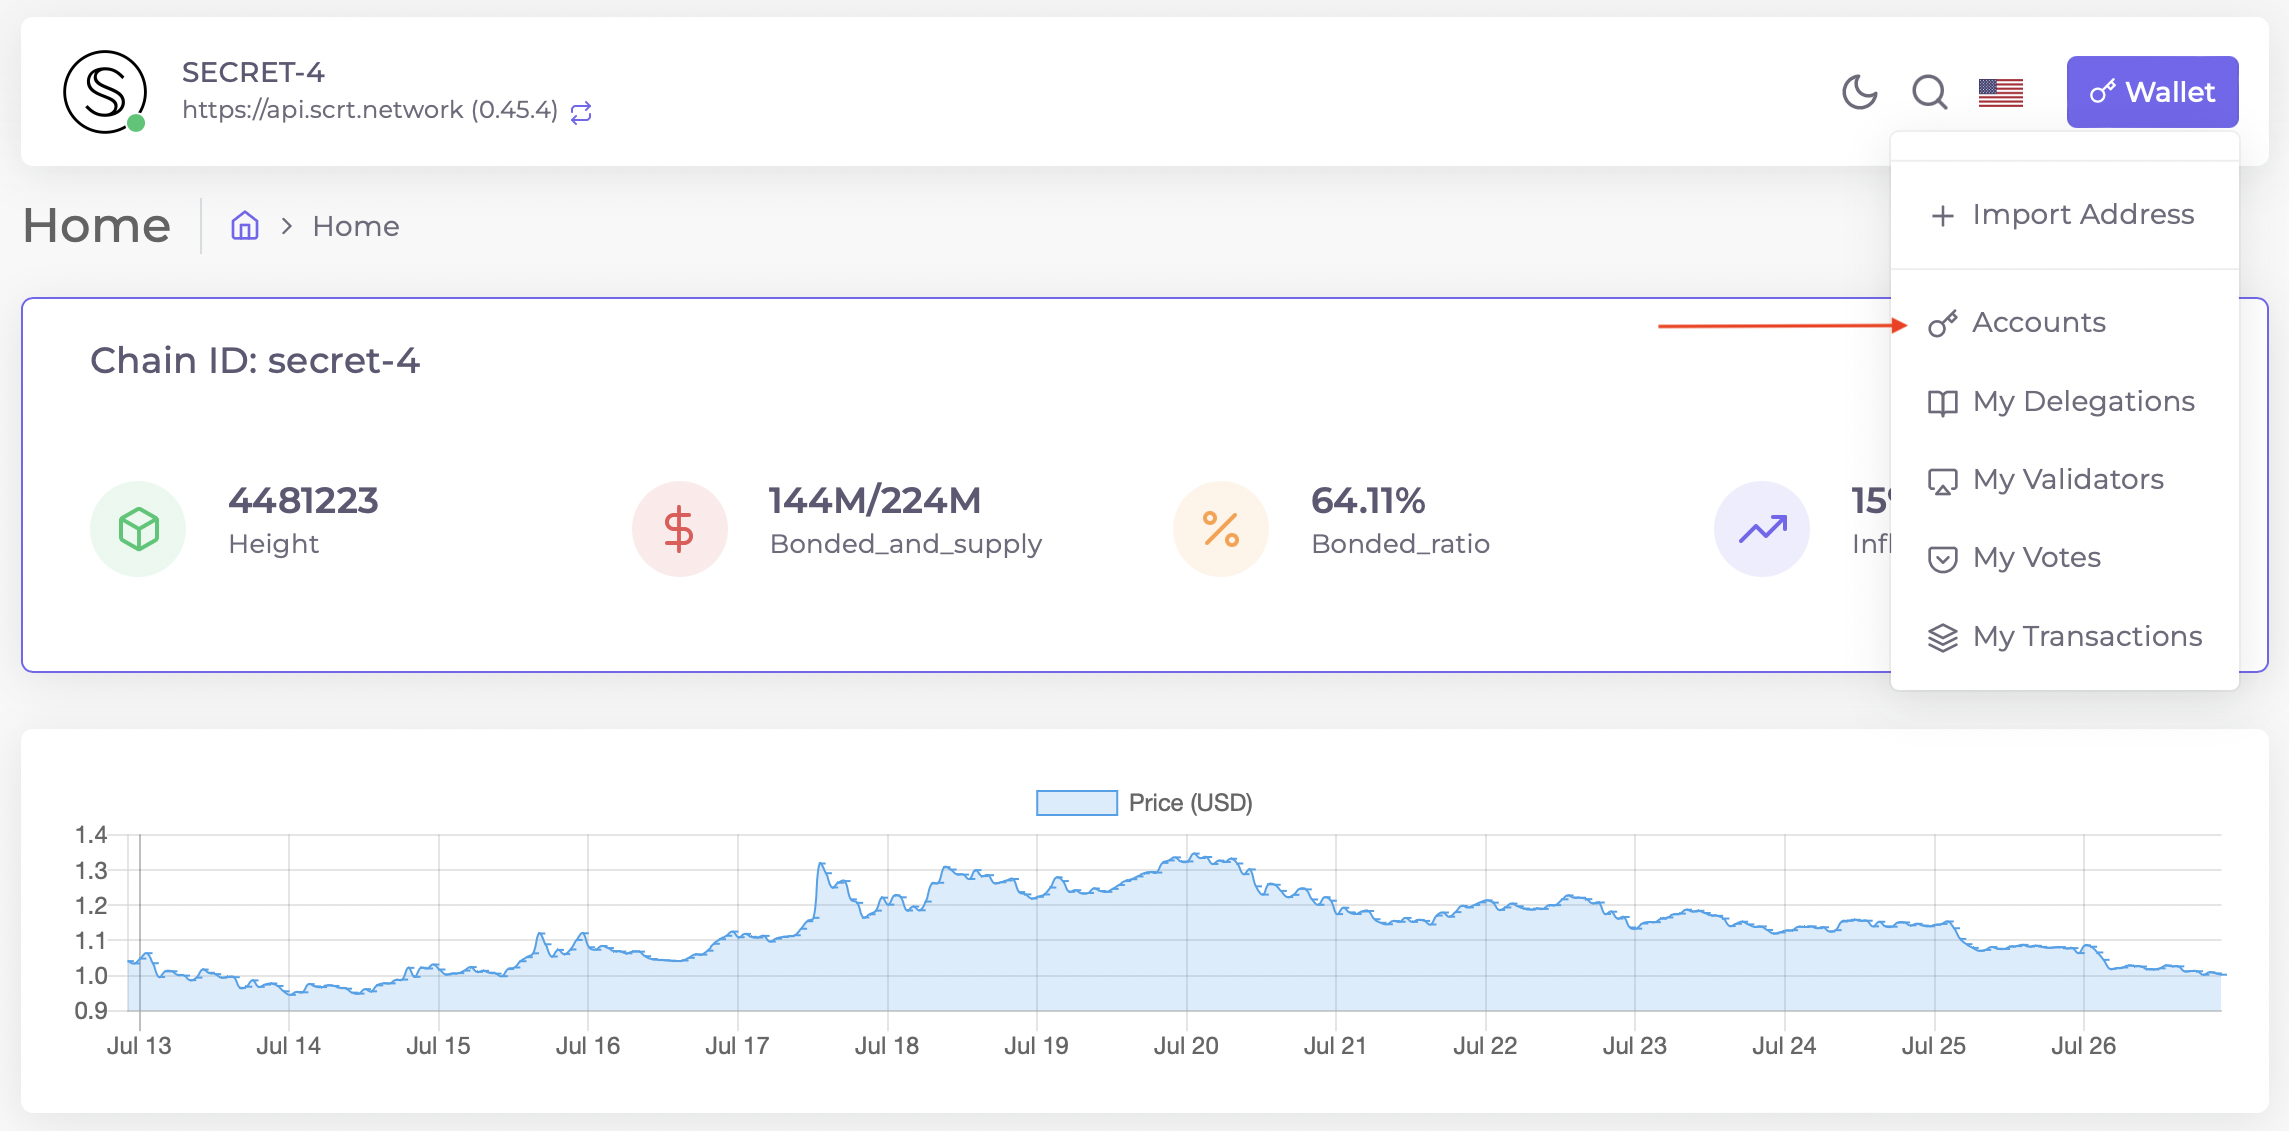 SECRET-4
https://api.scrt.network (0.45.4)
Wallet
Home
Home
Import Address
Accounts
My Delegations
My Validators
My Votes
My Transactions
Chain ID: secret-4
4481223
Height
144M/224M
Bonded_and_supply
64.11%
Bonded_ratio
15
Infl
Price (USD)
1.4
1.3
1.2
1.1
1.0
0.9
Jul 13 Jul 14 Jul 15 Jul 16 Jul 17 Jul 18 Jul 19 Jul 20 Jul 21 Jul 22 Jul 23 Jul 24 Jul 25 Jul 26